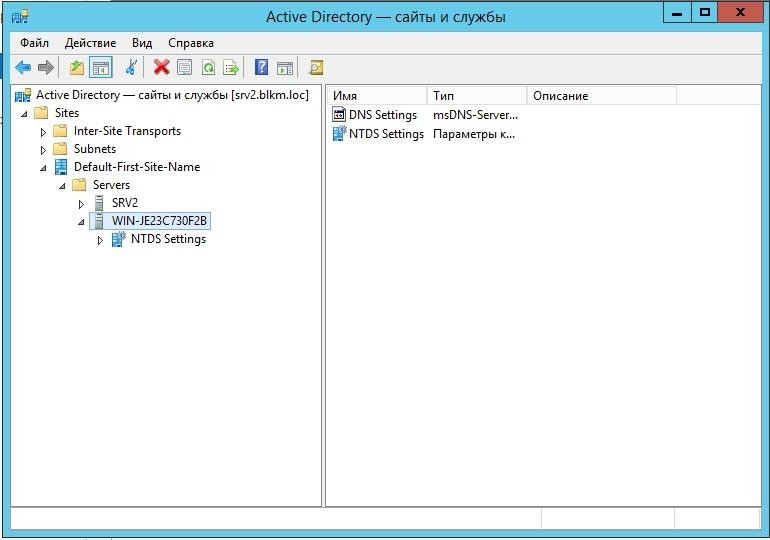 Active Directory — сайты и службы
Файл Действие Вид Справка
Active Directory — сайты и службы [srv2.blkm.loc]
Sites
Inter-Site Transports
Subnets
Default-First-Site-Name
Servers
SRV2
WIN-JE23C730F2B
NTDS Settings
Имя Тип Описание
DNS Settings msDNS-Server...
NTDS Settings Параметры к...